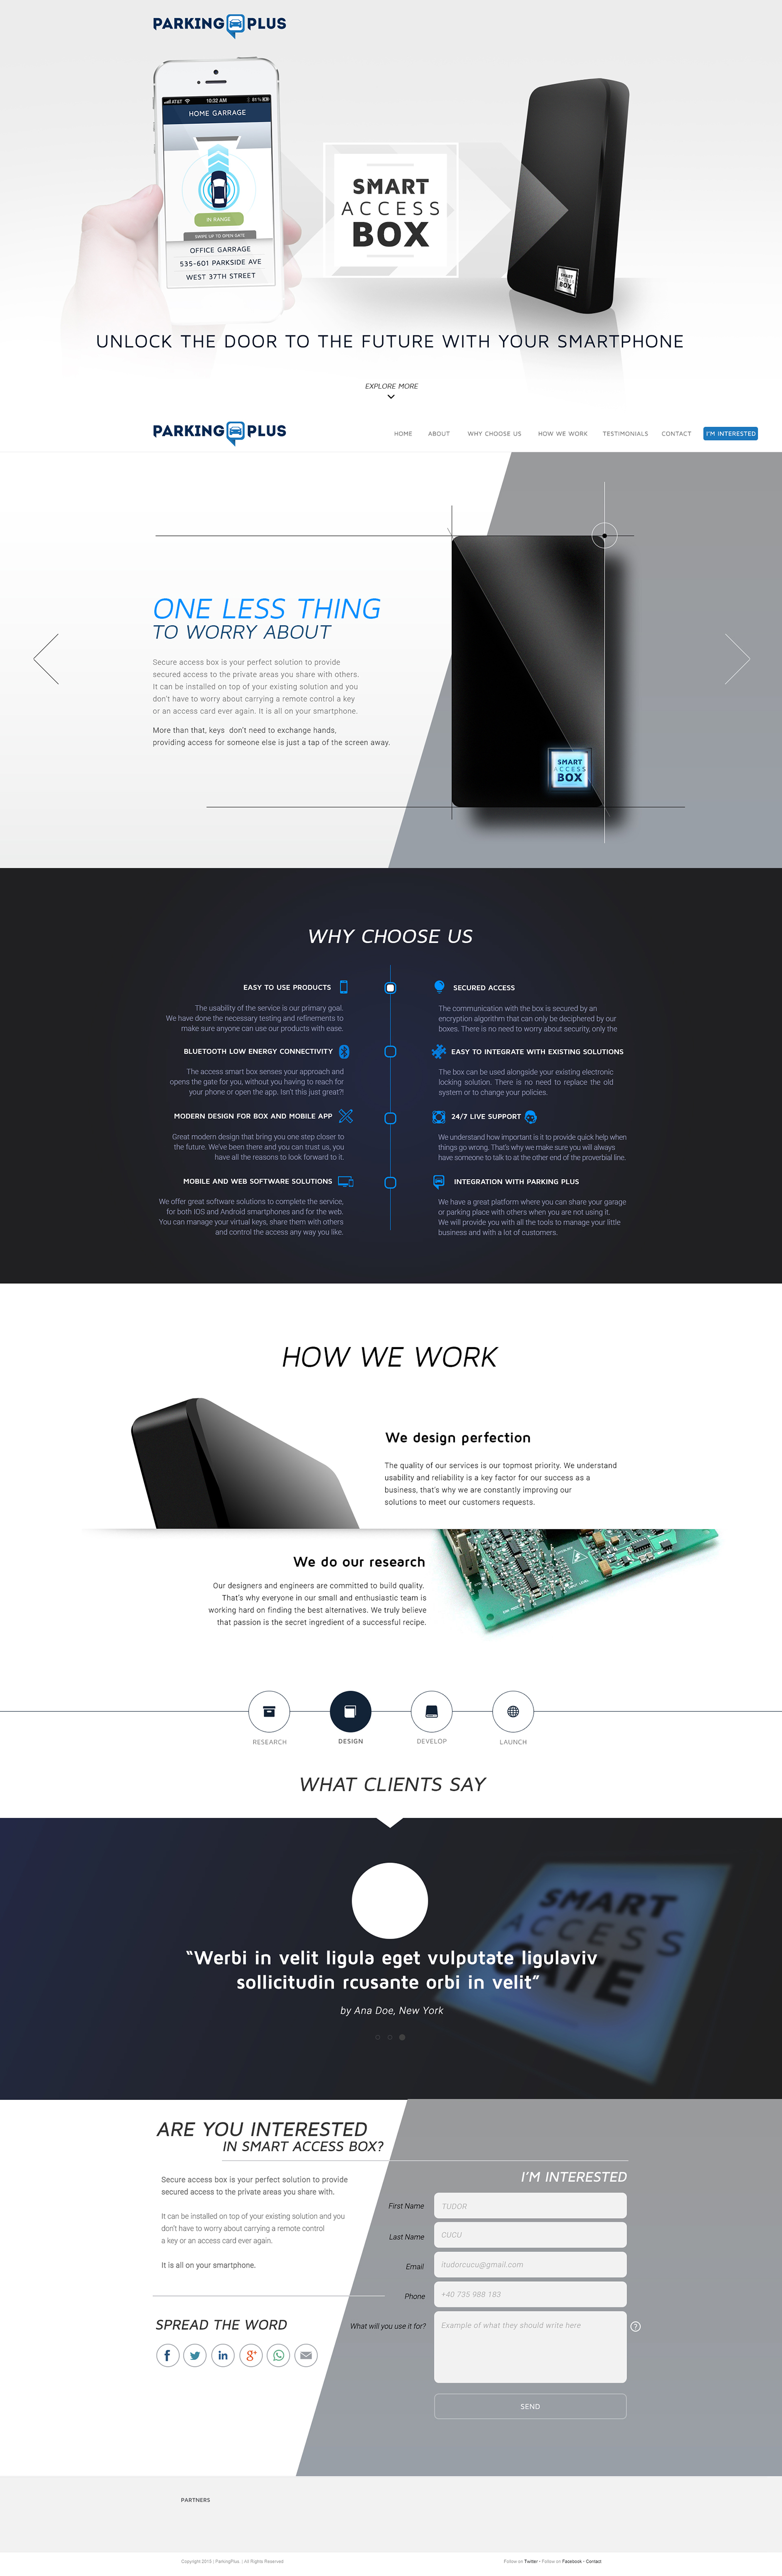 PARKING PLUS
AT&T 10:32 AM 81%
HOME GARRAGE
IN RANGE
SWIPE UP TO OPEN GATE
OFFICE GARRAGE
535-601 PARKSIDE AVE
WEST 37TH STREET
SMART
ACCESS
BOX
SMART
ACCESS
BOX
UNLOCK THE DOOR TO THE FUTURE WITH YOUR SMARTPHONE
EXPLORE MORE
PARKING PLUS
HOME ABOUT WHY CHOOSE US HOW WE WORK TESTIMONIALS CONTACT I'M INTERESTED
ONE LESS THING
TO WORRY ABOUT
Secure access box is your perfect solution to provide
secured access to the private areas you share with others.
It can be installed on top of your existing solution and you
don't have to worry about carrying a remote control a key
or an access card ever again. It is all on your smartphone.
More than that, keys don't need to exchange hands,
providing access for someone else is just a tap of the screen away.
SMART
ACCESS
BOX
WHY CHOOSE US
EASY TO USE PRODUCTS
The usability of the service is our primary goal.
We have done the necessary testing and refinements to
make sure anyone can use our products with ease.
BLUETOOTH LOW ENERGY CONNECTIVITY
The access smart box senses your approach and
opens the gate for you, without you having to reach for
your phone or open the app. Isn't this just great?!
MODERN DESIGN FOR BOX AND MOBILE APP
Great modern design that bring you one step closer to
the future. We've been there and you can trust us, you
have all the reasons to look forward to it.
MOBILE AND WEB SOFTWARE SOLUTIONS
We offer great software solutions to complete the service,
for both IOS and Android smartphones and for the web.
You can manage your virtual keys, share them with others
and control the access any way you like.
SECURED ACCESS
The communication with the box is secured by an
encryption algorithm that can only be deciphered by our
boxes. There is no need to worry about security, only the
EASY TO INTEGRATE WITH EXISTING SOLUTIONS
The box can be used alongside your existing electronic
locking solution. There is no need to replace the old
system or to change your policies.
24/7 LIVE SUPPORT
We understand how important is it to provide quick help when
things go wrong. That's why we make sure you will always
have someone to talk to at the other end of the proverbial line.
INTEGRATION WITH PARKING PLUS
We have a great platform where you can share your garage
or parking place with others when you are not using it.
We will provide you with all the tools to manage your little
business and with a lot of customers.
HOW WE WORK
We design perfection
The quality of our services is our topmost priority. We understand
usability and reliability is a key factor for our success as a
business, that's why we are constantly improving our
solutions to meet our customers requests.
We do our research
Our designers and engineers are committed to build quality.
That's why everyone in our small and enthusiastic team is
working hard on finding the best alternatives. We truly believe
that passion is the secret ingredient of a successful recipe.
RESEARCH DESIGN DEVELOP LAUNCH
WHAT CLIENTS SAY
SMART
ACCESS
GATE
“Werbi in velit ligula eget vulputate ligulaviv
sollicitudin rcusante orbi in velit”
by Ana Doe, New York
ARE YOU INTERESTED
IN SMART ACCESS BOX?
Secure access box is your perfect solution to provide
secured access to the private areas you share with.
It can be installed on top of your existing solution and you
don't have to worry about carrying a remote control
a key or an access card ever again.
It is all on your smartphone.
SPREAD THE WORD
I'M INTERESTED
First Name TUDOR
Last Name CUCU
Email itudorcucu@gmail.com
Phone +40 735 988 183
What will you use it for? Example of what they should write here
?
SEND
PARTNERS
Copyright 2015 | ParkingPlus. | All Rights Reserved
Follow on Twitter - Follow on Facebook - Contact